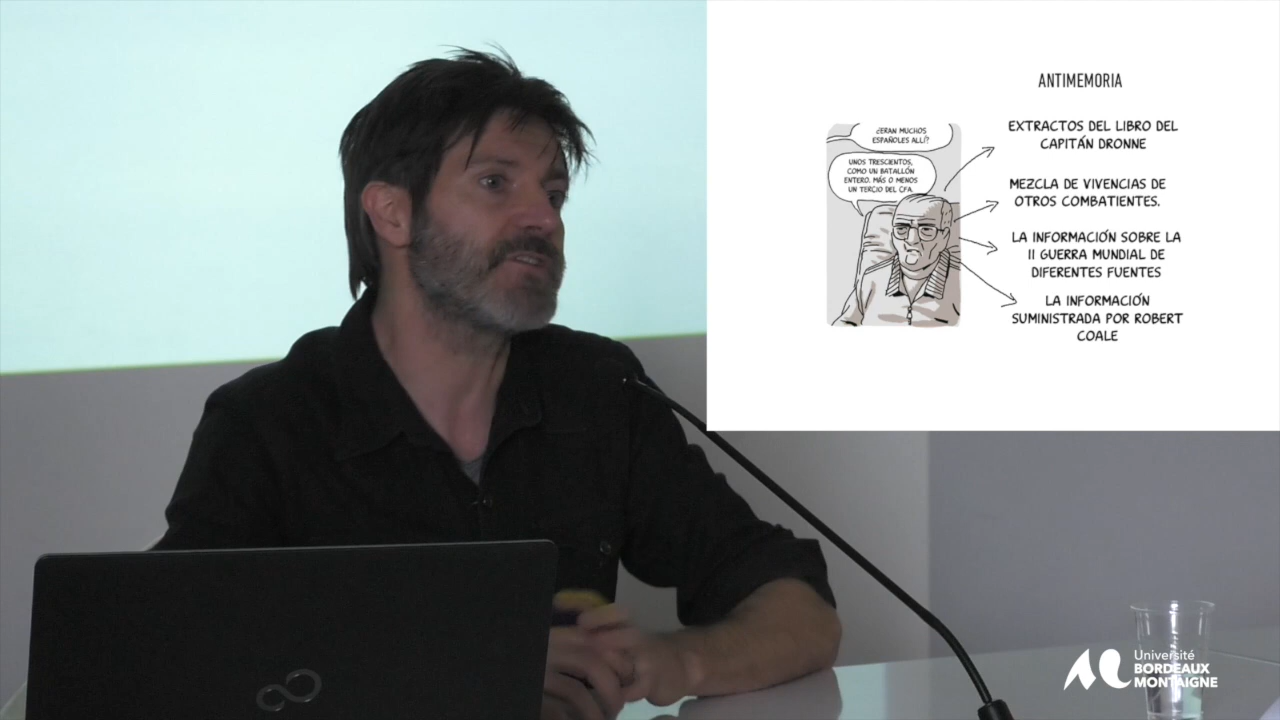 ANTIMEMORIA
¿ERAN MUCHOS
ESPAÑOLES ALLÍ?
UNOS TRESCIENTOS,
COMO UN BATALLÓN
ENTERO. MÁS O MENOS
UN TERCIO DEL CFA.
EXTRACTOS DEL LIBRO DEL
CAPITÁN DRONNE
MEZCLA DE VIVENCIAS DE
OTROS COMBATIENTES.
LA INFORMACIÓN SOBRE LA
II GUERRA MUNDIAL DE
DIFERENTES FUENTES
LA INFORMACIÓN
SUMINISTRADA POR ROBERT
COALE
Université
BORDEAUX
MONTAIGNE